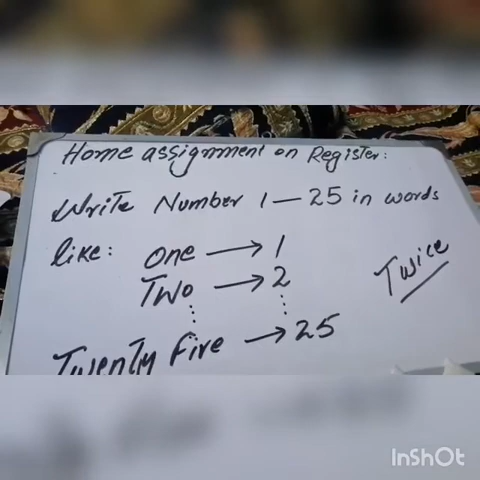 Home assignment on Register:
Write Number 1 — 25 in words
like: one → 1
Two → 2
Twenty Five → 25
Twice
InShOt